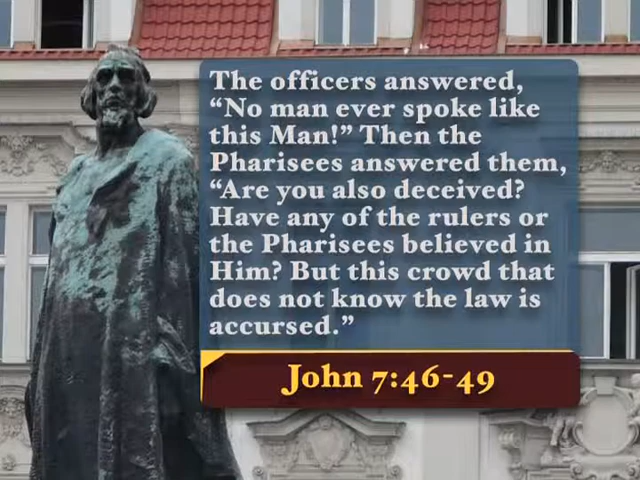 The officers answered,
“No man ever spoke like
this Man!” Then the
Pharisees answered them,
“Are you also deceived?
Have any of the rulers or
the Pharisees believed in
Him? But this crowd that
does not know the law is
accursed.”
John 7:46-49